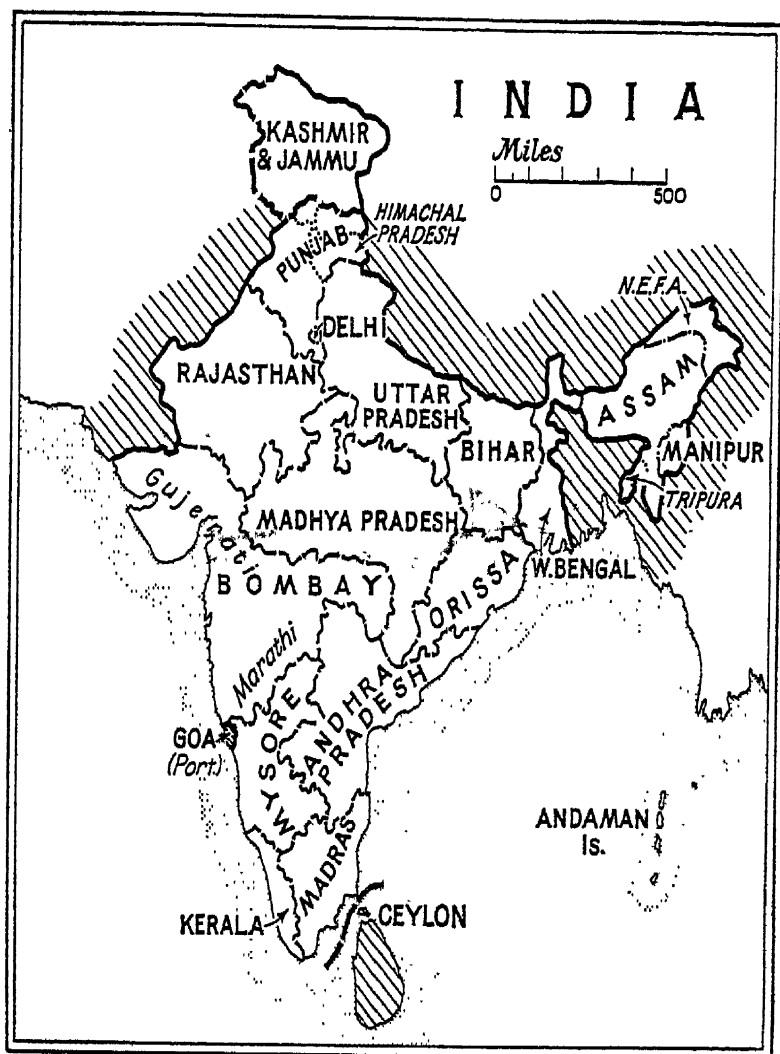 INDIA
Miles
0 500
KASHMIR
& JAMMU
HIMACHAL
PRADESH
PUNJAB
N.E.F.A.
DELHI
RAJASTHAN
UTTAR
PRADESH
ASSAM
BIHAR
MANIPUR
Gujerati
TRIPURA
MADHYA PRADESH
W.BENGAL
BOMBAY
ORISSA
Marathi
ANDHRA
PRADESH
MYSORE
GOA
(Port.)
ANDAMAN
Is.
MADRAS
KERALA
CEYLON